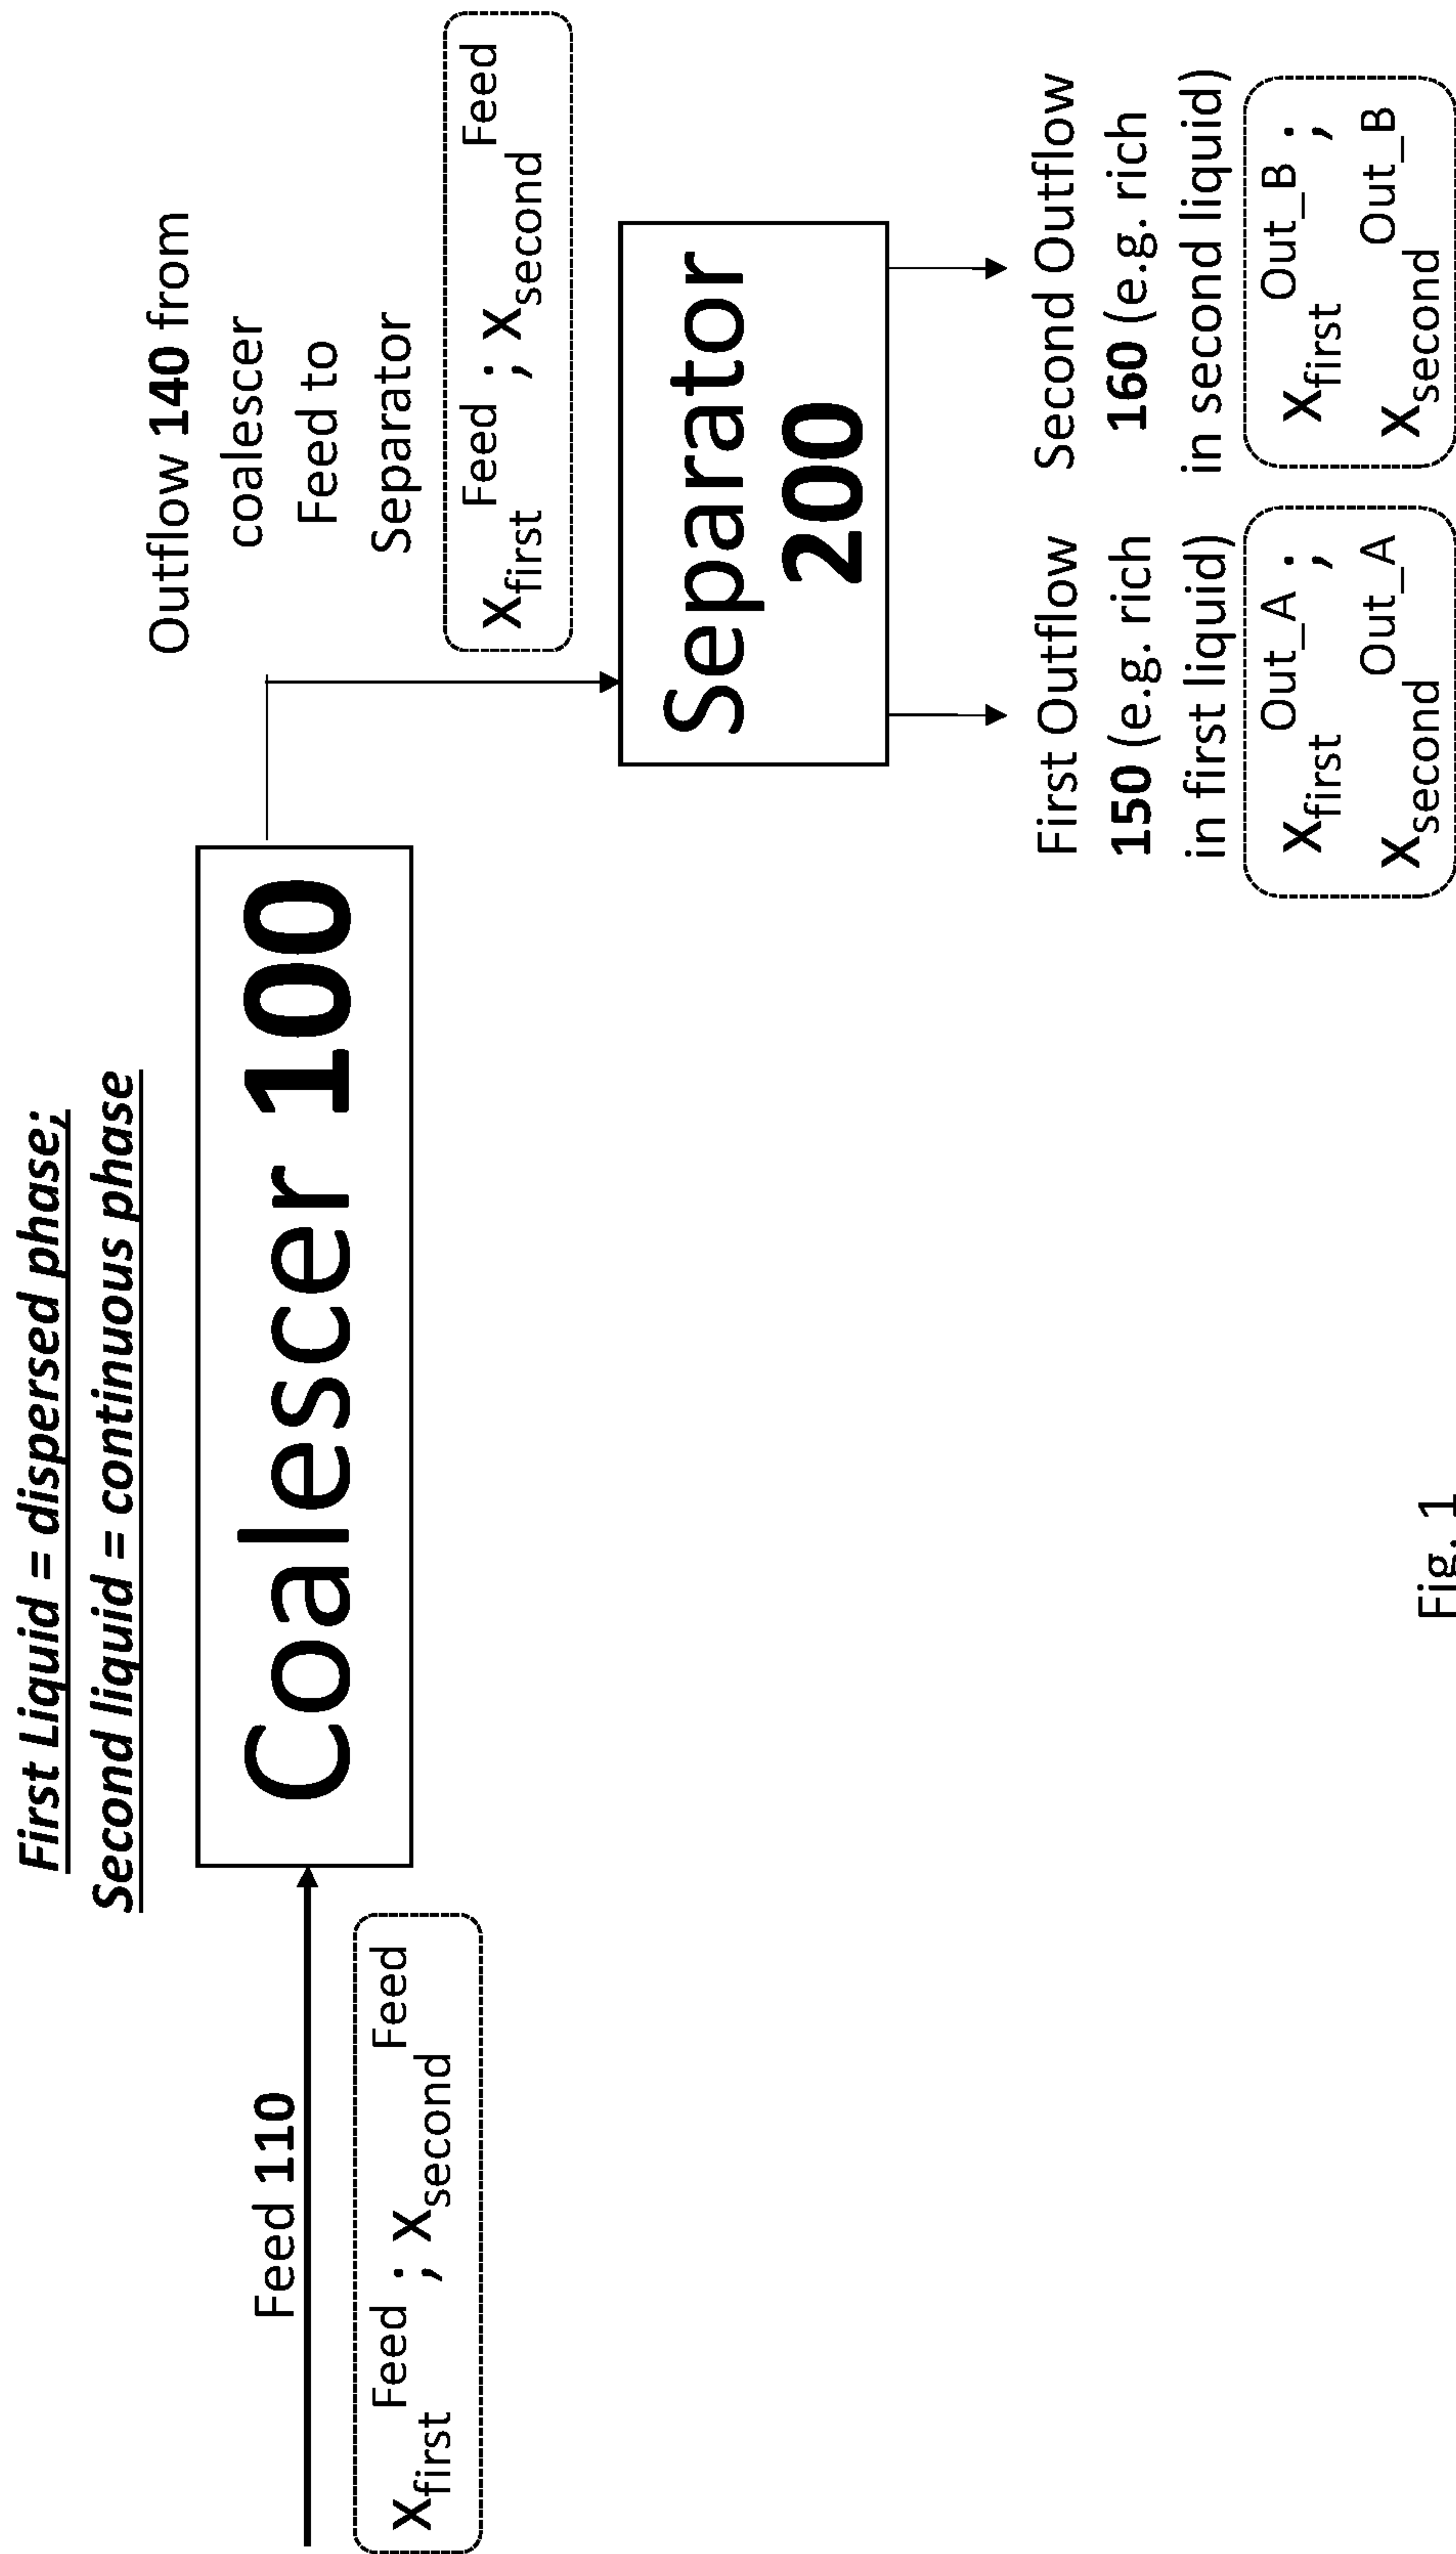 First Liquid = dispersed phase;
Second liquid = continuous phase
Feed 110
x_first^Feed ; x_second^Feed
Coalescer 100
Outflow 140 from
coalescer
Feed to
Separator
x_first^Feed ; x_second^Feed
Separator
200
First Outflow
150 (e.g. rich
in first liquid)
x_first^Out_A ;
x_second^Out_A
Second Outflow
160 (e.g. rich
in second liquid)
x_first^Out_B ;
x_second^Out_B
Fig. 1